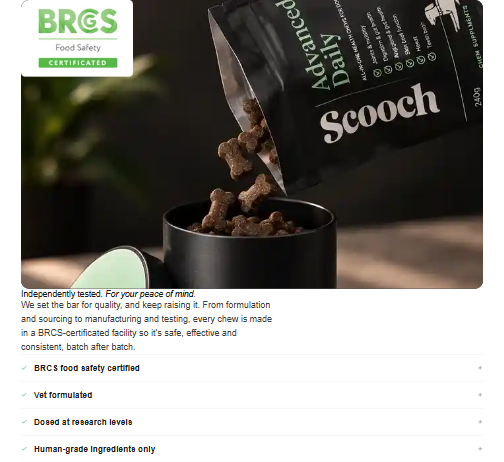 BRCGS
Food Safety
CERTIFICATED
Advanced
Daily
Scooch
240g
Independently tested. For your peace of mind.
We set the bar for quality, and keep raising it. From formulation
and sourcing to manufacturing and testing, every chew is made
in a BRCS-certificated facility so it's safe, effective and
consistent, batch after batch.
BRCS food safety certified
+
Vet formulated
+
Dosed at research levels
+
Human-grade ingredients only
+